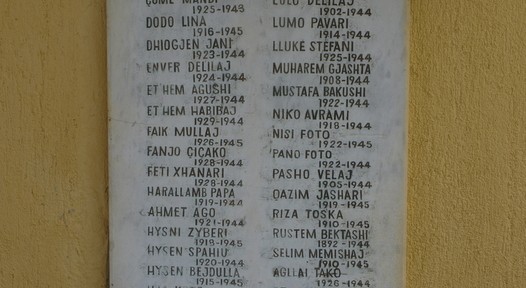 ÇOME MANDI
1925-1943
DODO LINA
1916-1945
DHIOGJEN JANI
1923-1944
ENVER DELILAJ
1924-1944
ETHEM AGUSHI
1927-1944
ETHEM HABIBAJ
1929-1944
FAIK MULLAJ
1926-1945
FANJO ÇIÇAKO
1928-1944
FETI XHANARI
1928-1944
HARALLAMB PAPA
1919-1944
AHMET AGO
1921-1944
HYSNI ZYBERI
1918-1945
HYSEN SPAHIU
1920-1944
HYSEN BEJDULLA
1915-1945
LULO DELILAJ
1902-1944
LUMO PAVARI
1914-1944
LLUKE STEFANI
1925-1944
MUHAREM GJASHTA
1908-1944
MUSTAFA BAKUSHI
1922-1944
NIKO AVRAMI
1918-1944
NISI FOTO
1922-1945
PANO FOTO
1922-1944
PASHO VELAJ
1905-1944
QAZIM JASHARI
1919-1945
RIZA TOSKA
1910-1945
RUSTEM BEKTASHI
1892-1944
SELIM MEMISHAJ
1910-1945
AGLLAI TAKO
1926-1944